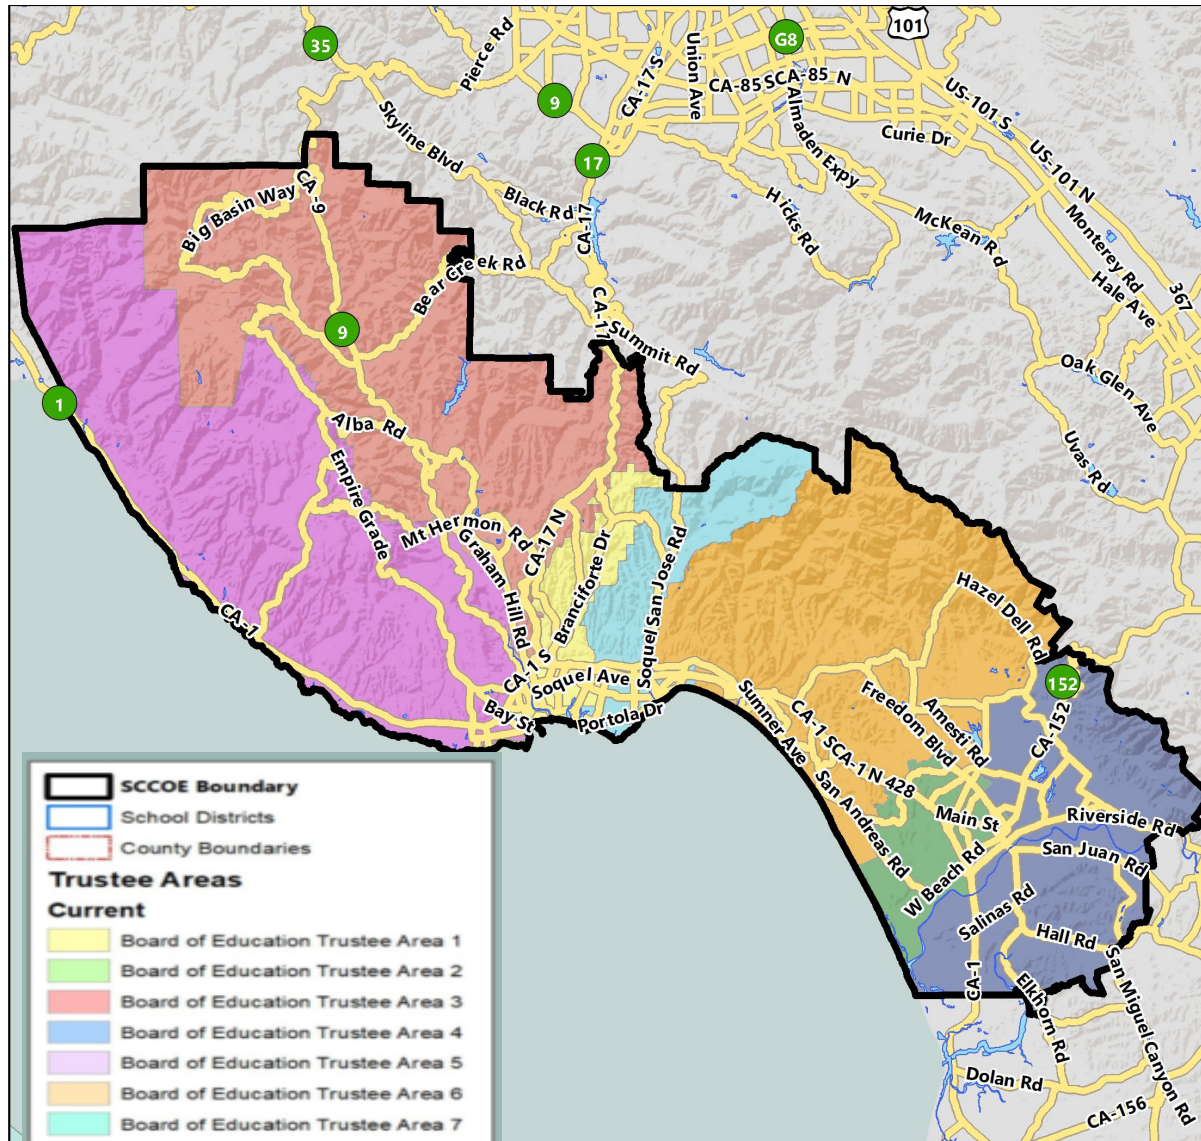 35
Pierce Rd
Union Ave
G8
101
CA-17 S
CA-85 S
CA-85 N
US-101 S
9
Skyline Blvd
Almaden Expy
Curie Dr
17
US-101 N
CA-9
Big Basin Way
Black Rd
CA-17
Hicks Rd
McKean Rd
Monterey Rd
Bear Creek Rd
Hale Ave
367
9
CA-17
Summit Rd
1
Oak Glen Ave
Alba Rd
Uvas Rd
Empire Grade
Mt Hermon Rd
CA-17 N
Graham Hill Rd
Branciforte Dr
Soquel San Jose Rd
Hazel Dell Rd
CA-1
CA-1 S
Soquel Ave
152
Bay St
Portola Dr
Sumner Ave
Freedom Blvd
Amesti Rd
CA-152
CA-1 S
CA-1 N 428
San Andreas Rd
Main St
Riverside Rd
W Beach Rd
San Juan Rd
Salinas Rd
Hall Rd
CA-1
Elkhorn Rd
San Miguel Canyon Rd
Dolan Rd
CA-156
SCCOE Boundary
School Districts
County Boundaries
Trustee Areas
Current
Board of Education Trustee Area 1
Board of Education Trustee Area 2
Board of Education Trustee Area 3
Board of Education Trustee Area 4
Board of Education Trustee Area 5
Board of Education Trustee Area 6
Board of Education Trustee Area 7